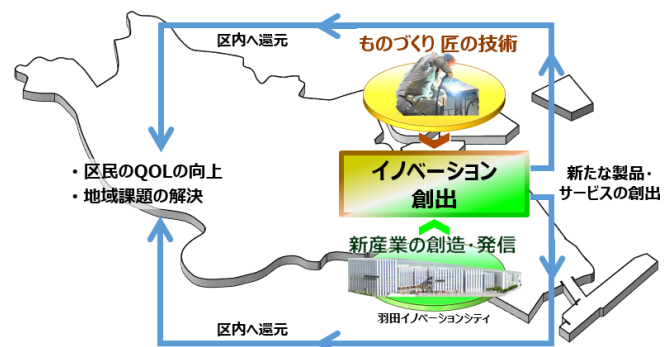 区内へ還元
ものづくり 匠の技術
・区民のQOLの向上
・地域課題の解決
イノベーション
創出
新たな製品・
サービスの創出
新産業の創造・発信
羽田イノベーションシティ
区内へ還元